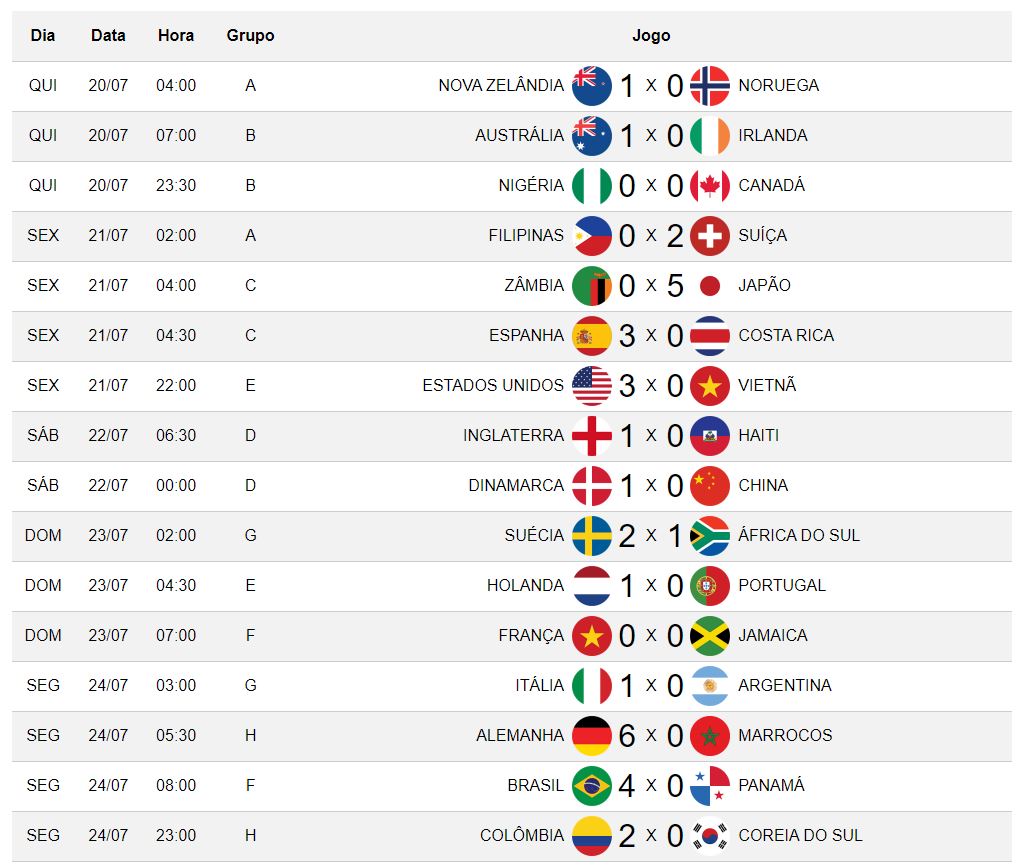 Dia Data Hora Grupo Jogo
QUI 20/07 04:00 A NOVA ZELÂNDIA 1 X 0 NORUEGA
QUI 20/07 07:00 B AUSTRÁLIA 1 X 0 IRLANDA
QUI 20/07 23:30 B NIGÉRIA 0 X 0 CANADÁ
SEX 21/07 02:00 A FILIPINAS 0 X 2 SUÍÇA
SEX 21/07 04:00 C ZÂMBIA 0 X 5 JAPÃO
SEX 21/07 04:30 C ESPANHA 3 X 0 COSTA RICA
SEX 21/07 22:00 E ESTADOS UNIDOS 3 X 0 VIETNÃ
SÁB 22/07 06:30 D INGLATERRA 1 X 0 HAITI
SÁB 22/07 00:00 D DINAMARCA 1 X 0 CHINA
DOM 23/07 02:00 G SUÉCIA 2 X 1 ÁFRICA DO SUL
DOM 23/07 04:30 E HOLANDA 1 X 0 PORTUGAL
DOM 23/07 07:00 F FRANÇA 0 X 0 JAMAICA
SEG 24/07 03:00 G ITÁLIA 1 X 0 ARGENTINA
SEG 24/07 05:30 H ALEMANHA 6 X 0 MARROCOS
SEG 24/07 08:00 F BRASIL 4 X 0 PANAMÁ
SEG 24/07 23:00 H COLÔMBIA 2 X 0 COREIA DO SUL